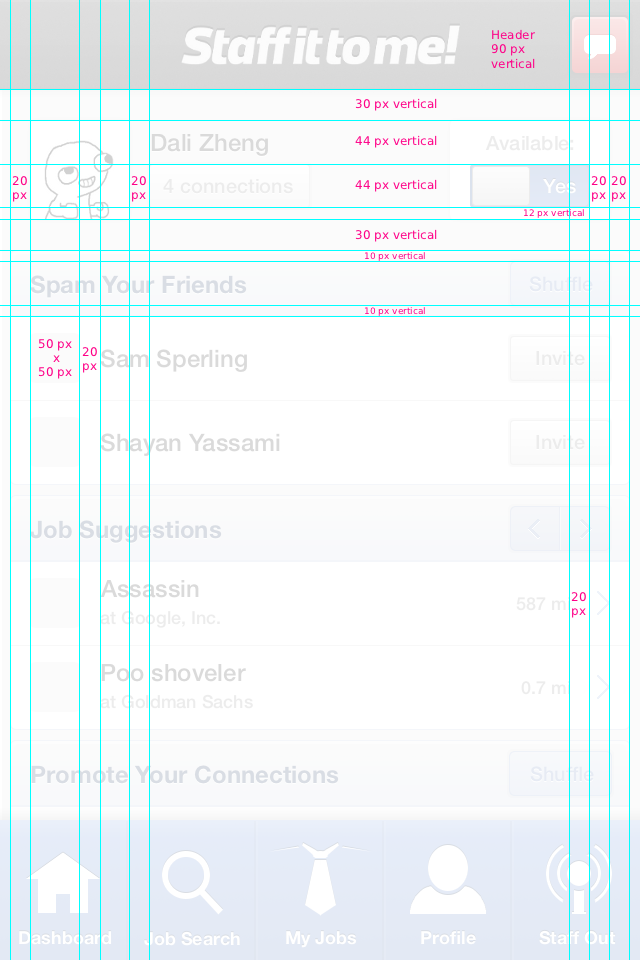 Staff it to me!
Header
90 px
vertical
30 px vertical
Dali Zheng
44 px vertical
Available:
20
px
20
px
4 connections
44 px vertical
Yes
20
px
20
px
12 px vertical
30 px vertical
10 px vertical
Spam Your Friends
Shuffle
10 px vertical
50 px
x
50 px
20
px
Sam Sperling
Invite
Shayan Yassami
Invite
Job Suggestions
Assassin
at Google, Inc.
587 mi
20
px
Poo shoveler
at Goldman Sachs
0.7 mi
Promote Your Connections
Shuffle
Dashboard
Job Search
My Jobs
Profile
Staff Out